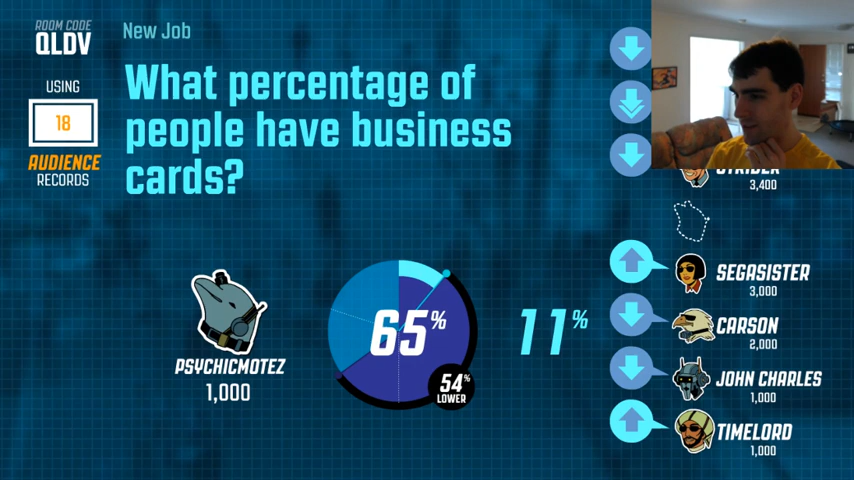 ROOM CODE
QLDV
New Job
USING
18
AUDIENCE
RECORDS
What percentage of
people have business
cards?
3,400
SEGASISTER
3,000
CARSON
2,000
JOHN CHARLES
1,000
TIMELORD
1,000
PSYCHICMOTEZ
1,000
65%
54%
LOWER
11%